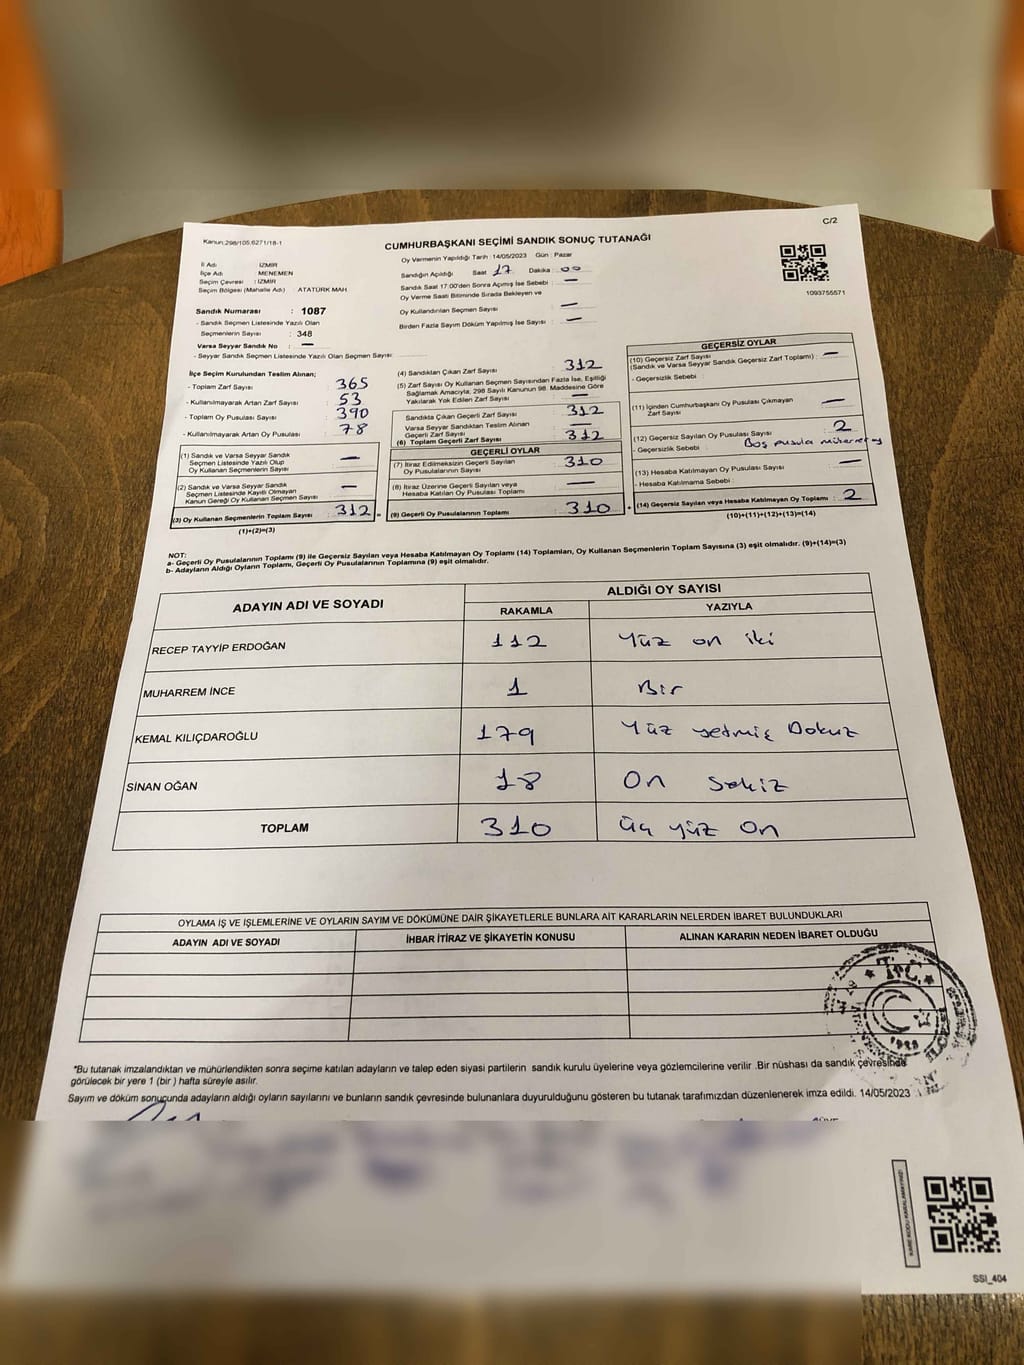 C/2
Kanun:298/105;6271/18-1
CUMHURBAŞKANI SEÇİMİ SANDIK SONUÇ TUTANAĞI
İl Adı : İZMİR
İlçe Adı : MENEMEN
Seçim Çevresi : İZMİR
Seçim Bölgesi (Mahalle Adı) : ATATÜRK MAH.
Sandık Numarası : 1087
- Sandık Seçmen Listesinde Yazılı Olan
Seçmenlerin Sayısı : 348
Varsa Seyyar Sandık No : —
- Seyyar Sandık Seçmen Listesinde Yazılı Olan Seçmen Sayısı:
Oy Vermenin Yapıldığı Tarih : 14/05/2023 Gün : Pazar
Sandığın Açıldığı Saat : 17 Dakika : 00
Sandık Saat 17:00'den Sonra Açımış İse Sebebi : —
Oy Verme Saati Bitiminde Sırada Bekleyen ve
Oy Kullandırılan Seçmen Sayısı : —
Birden Fazla Sayım Döküm Yapılmış İse Sayısı : —
1093755571
İlçe Seçim Kurulundan Teslim Alınan;
- Toplam Zarf Sayısı : 365
- Kullanılmayarak Artan Zarf Sayısı : 53
- Toplam Oy Pusulası Sayısı : 390
- Kullanılmayarak Artan Oy Pusulası : 78
(1) Sandık ve Varsa Seyyar Sandık
Seçmen Listesinde Yazılı Olup
Oy Kullanan Seçmenlerin Sayısı : —
(2) Sandık ve Varsa Seyyar Sandık
Seçmen Listesinde Kayıtlı Olmayan
Kanun Gereği Oy Kullanan Seçmen Sayısı : —
(3) Oy Kullanan Seçmenlerin Toplam Sayısı : 312 =
(1)+(2)=(3)
(4) Sandıktan Çıkan Zarf Sayısı : 312
(5) Zarf Sayısı Oy Kullanan Seçmen Sayısından Fazla İse, Eşitliği
Sağlamak Amacıyla; 298 Sayılı Kanunun 98. Maddesine Göre
Yakılarak Yok Edilen Zarf Sayısı : —
Sandıkta Çıkan Geçerli Zarf Sayısı : 312
Varsa Seyyar Sandıktan Teslim Alınan
Geçerli Zarf Sayısı : —
(6) Toplam Geçerli Zarf Sayısı : 312
GEÇERLİ OYLAR
(7) İtiraz Edilmeksizin Geçerli Sayılan
Oy Pusulalarının Sayısı : 310
(8) İtiraz Üzerine Geçerli Sayılan veya
Hesaba Katılan Oy Pusulaları Toplamı : —
(9) Geçerli Oy Pusulalarının Toplamı : 310 +
GEÇERSİZ OYLAR
(10) Geçersiz Zarf Sayısı : —
(Sandık ve Varsa Seyyar Sandık Geçersiz Zarf Toplamı) :
- Geçersizlik Sebebi :
(11) İçinden Cumhurbaşkanı Oy Pusulası Çıkmayan
Zarf Sayısı : —
(12) Geçersiz Sayılan Oy Pusulası Sayısı : 2
- Geçersizlik Sebebi : Boş pusula
(13) Hesaba Katılmayan Oy Pusulası Sayısı : —
- Hesaba Katılmama Sebebi :
(14) Geçersiz Sayılan veya Hesaba Katılmayan Oy Toplamı : 2
(10)+(11)+(12)+(13)=(14)
NOT:
a- Geçerli Oy Pusulalarının Toplamı (9) ile Geçersiz Sayılan veya Hesaba Katılmayan Oy Toplamı (14) Toplamları, Oy Kullanan Seçmenlerin Toplam Sayısına (3) eşit olmalıdır. (9)+(14)=(3)
b- Adayların Aldığı Oyların Toplamı, Geçerli Oy Pusulalarının Toplamına (9) eşit olmalıdır.
ADAYIN ADI VE SOYADI
ALDIĞI OY SAYISI
RAKAMLA YAZIYLA
RECEP TAYYİP ERDOĞAN 112 Yüz on iki
MUHARREM İNCE 1 Bir
KEMAL KILIÇDAROĞLU 179 Yüz yetmiş Dokuz
SİNAN OĞAN 18 On sekiz
TOPLAM 310 üç yüz on
OYLAMA İŞ VE İŞLEMLERİNE VE OYLARIN SAYIM VE DÖKÜMÜNE DAİR ŞİKAYETLERLE BUNLARA AİT KARARLARIN NELERDEN İBARET BULUNDUKLARI
ADAYIN ADI VE SOYADI İHBAR İTİRAZ VE ŞİKAYETİN KONUSU ALINAN KARARIN NEDEN İBARET OLDUĞU
T.C.
*Bu tutanak imzalandıktan ve mühürlendikten sonra seçime katılan adayların ve talep eden siyasi partilerin sandık kurulu üyelerine veya gözlemcilerine verilir .Bir nüshası da sandık çevresinde
görülecek bir yere 1 (bir ) hafta süreyle asılır.
Sayım ve döküm sonucunda adayların aldığı oyların sayılarını ve bunların sandık çevresinde bulunanlara duyurulduğunu gösteren bu tutanak tarafımızdan düzenlenerek imza edildi. 14/05/2023
KARE KODU KARALAMAYINIZ!
SSI_404